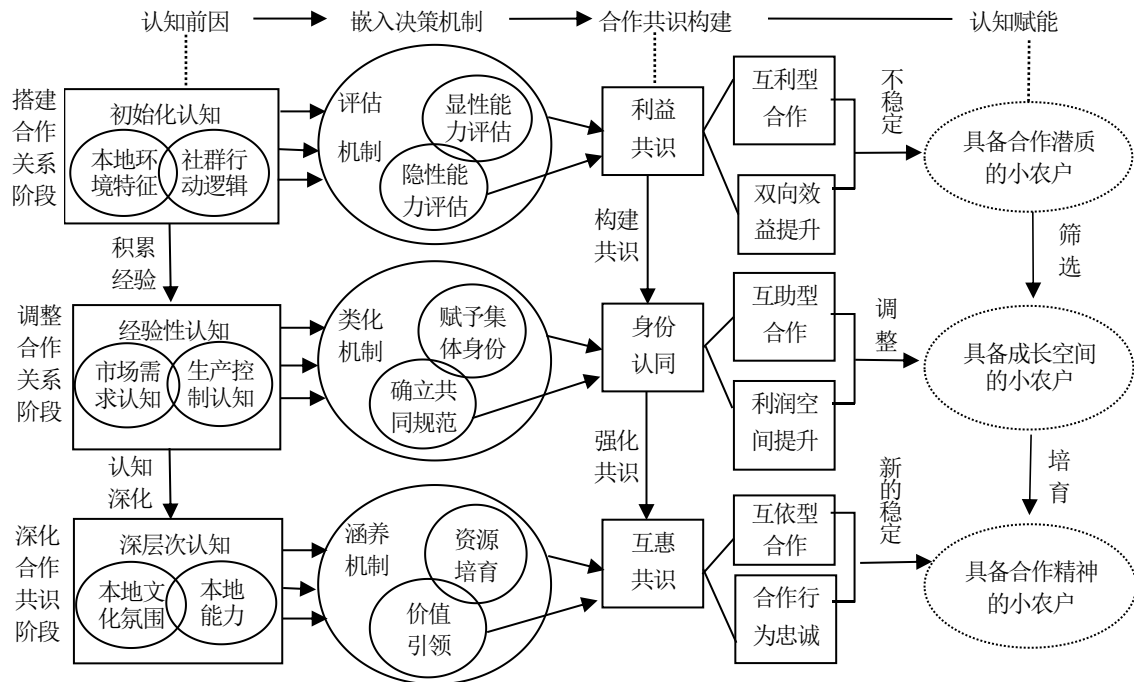 认知前因
嵌入决策机制
合作共识构建
认知赋能
搭建
合作
关系
阶段
初始化认知
本地环
境特征
社群行
动逻辑
评估
机制
显性能
力评估
隐性能
力评估
利益
共识
互利型
合作
双向效
益提升
不稳定
具备合作潜质
的小农户
积累
经验
构建
共识
筛
选
调整
合作
关系
阶段
经验性认知
市场需
求认知
生产控
制认知
类化
机制
赋予集
体身份
确立共
同规范
身份
认同
互助型
合作
利润空
间提升
调
整
具备成长空间
的小农户
认知
深化
强化
共识
培
育
深化
合作
共识
阶段
深层次认知
本地文
化氛围
本地
能力
涵养
机制
资源
培育
价值
引领
互惠
共识
互依型
合作
合作行
为忠诚
新的稳定
具备合作精神
的小农户